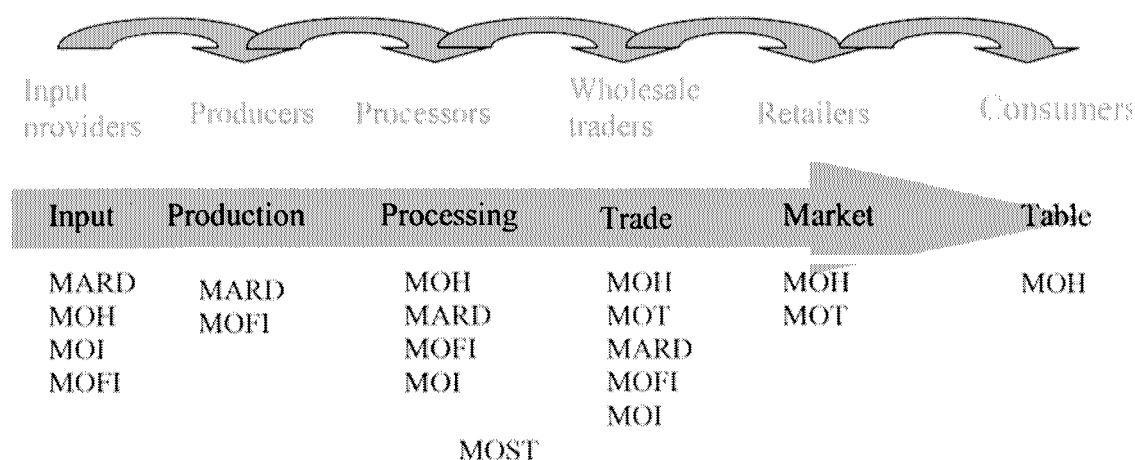 Input
providers
Producers
Processors
Wholesale
traders
Retailers
Consumers
Input Production Processing Trade Market Table
MARD
MOH
MOI
MOFI
MARD
MOFI
MOH
MARD
MOFI
MOI
MOH
MOT
MARD
MOFI
MOI
MOH
MOT
MOH
MOST